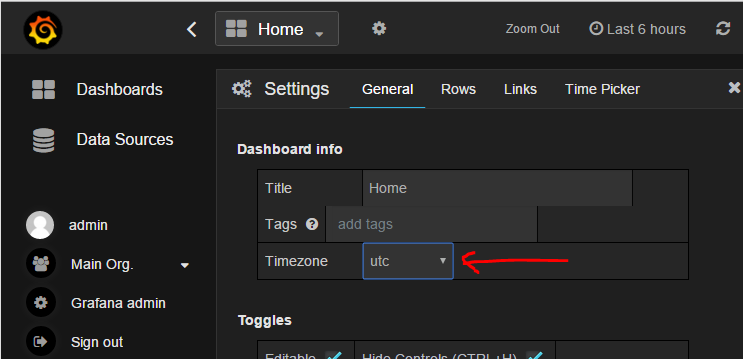 Home
Zoom Out
Last 6 hours
Dashboards
Data Sources
admin
Main Org.
Grafana admin
Sign out
Settings
General
Rows
Links
Time Picker
Dashboard info
Title
Home
Tags
add tags
Timezone
utc
Toggles
Editable
Hide Controls (CTRL+H)